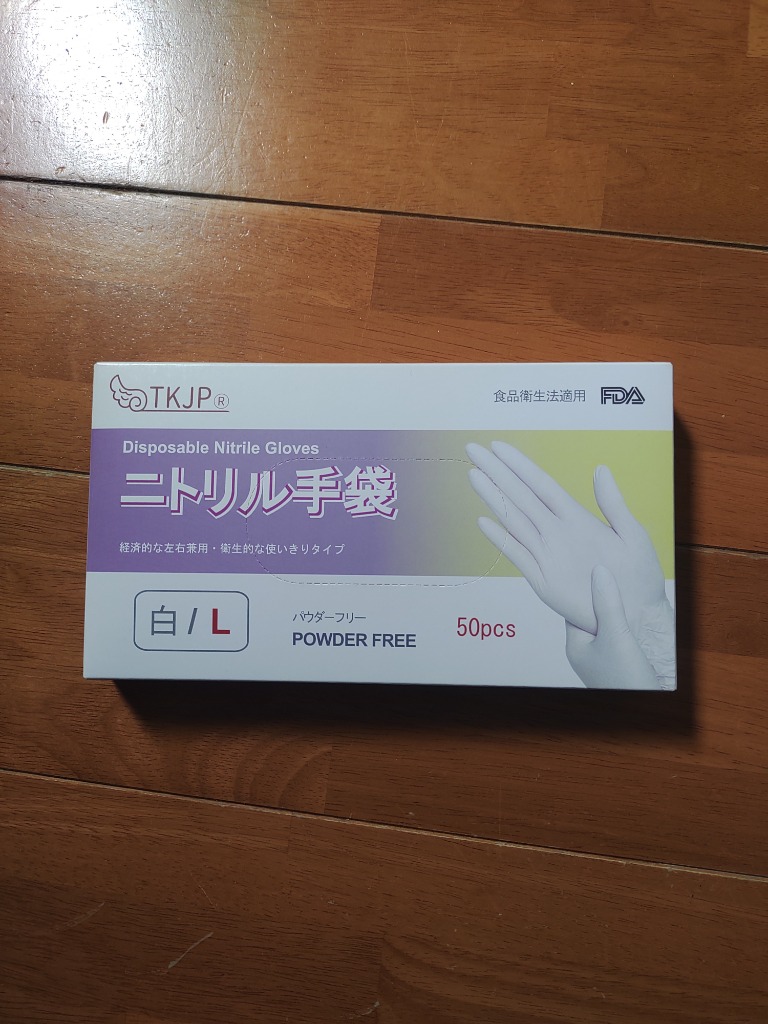 TKJP®
食品衛生法適用 FDA
Disposable Nitrile Gloves
ニトリル手袋
経済的な左右兼用・衛生的な使いきりタイプ
白/L
パウダーフリー
POWDER FREE
50pcs